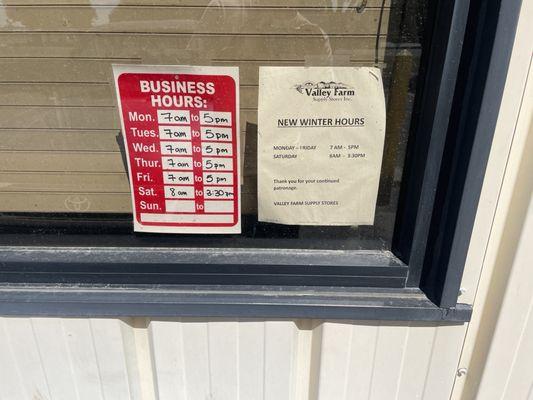 BUSINESS
HOURS:
Mon. 7am to 5pm
Tues. 7am to 5pm
Wed. 7am to 5pm
Thur. 7am to 5pm
Fri. 7am to 5pm
Sat. 8am to 3:30pm
Sun. to
to
Valley Farm
Supply Stores Inc.
NEW WINTER HOURS
MONDAY – FRIDAY 7 AM - 5PM
SATURDAY 8AM - 3:30PM
Thank you for your continued
patronage.
VALLEY FARM SUPPLY STORES